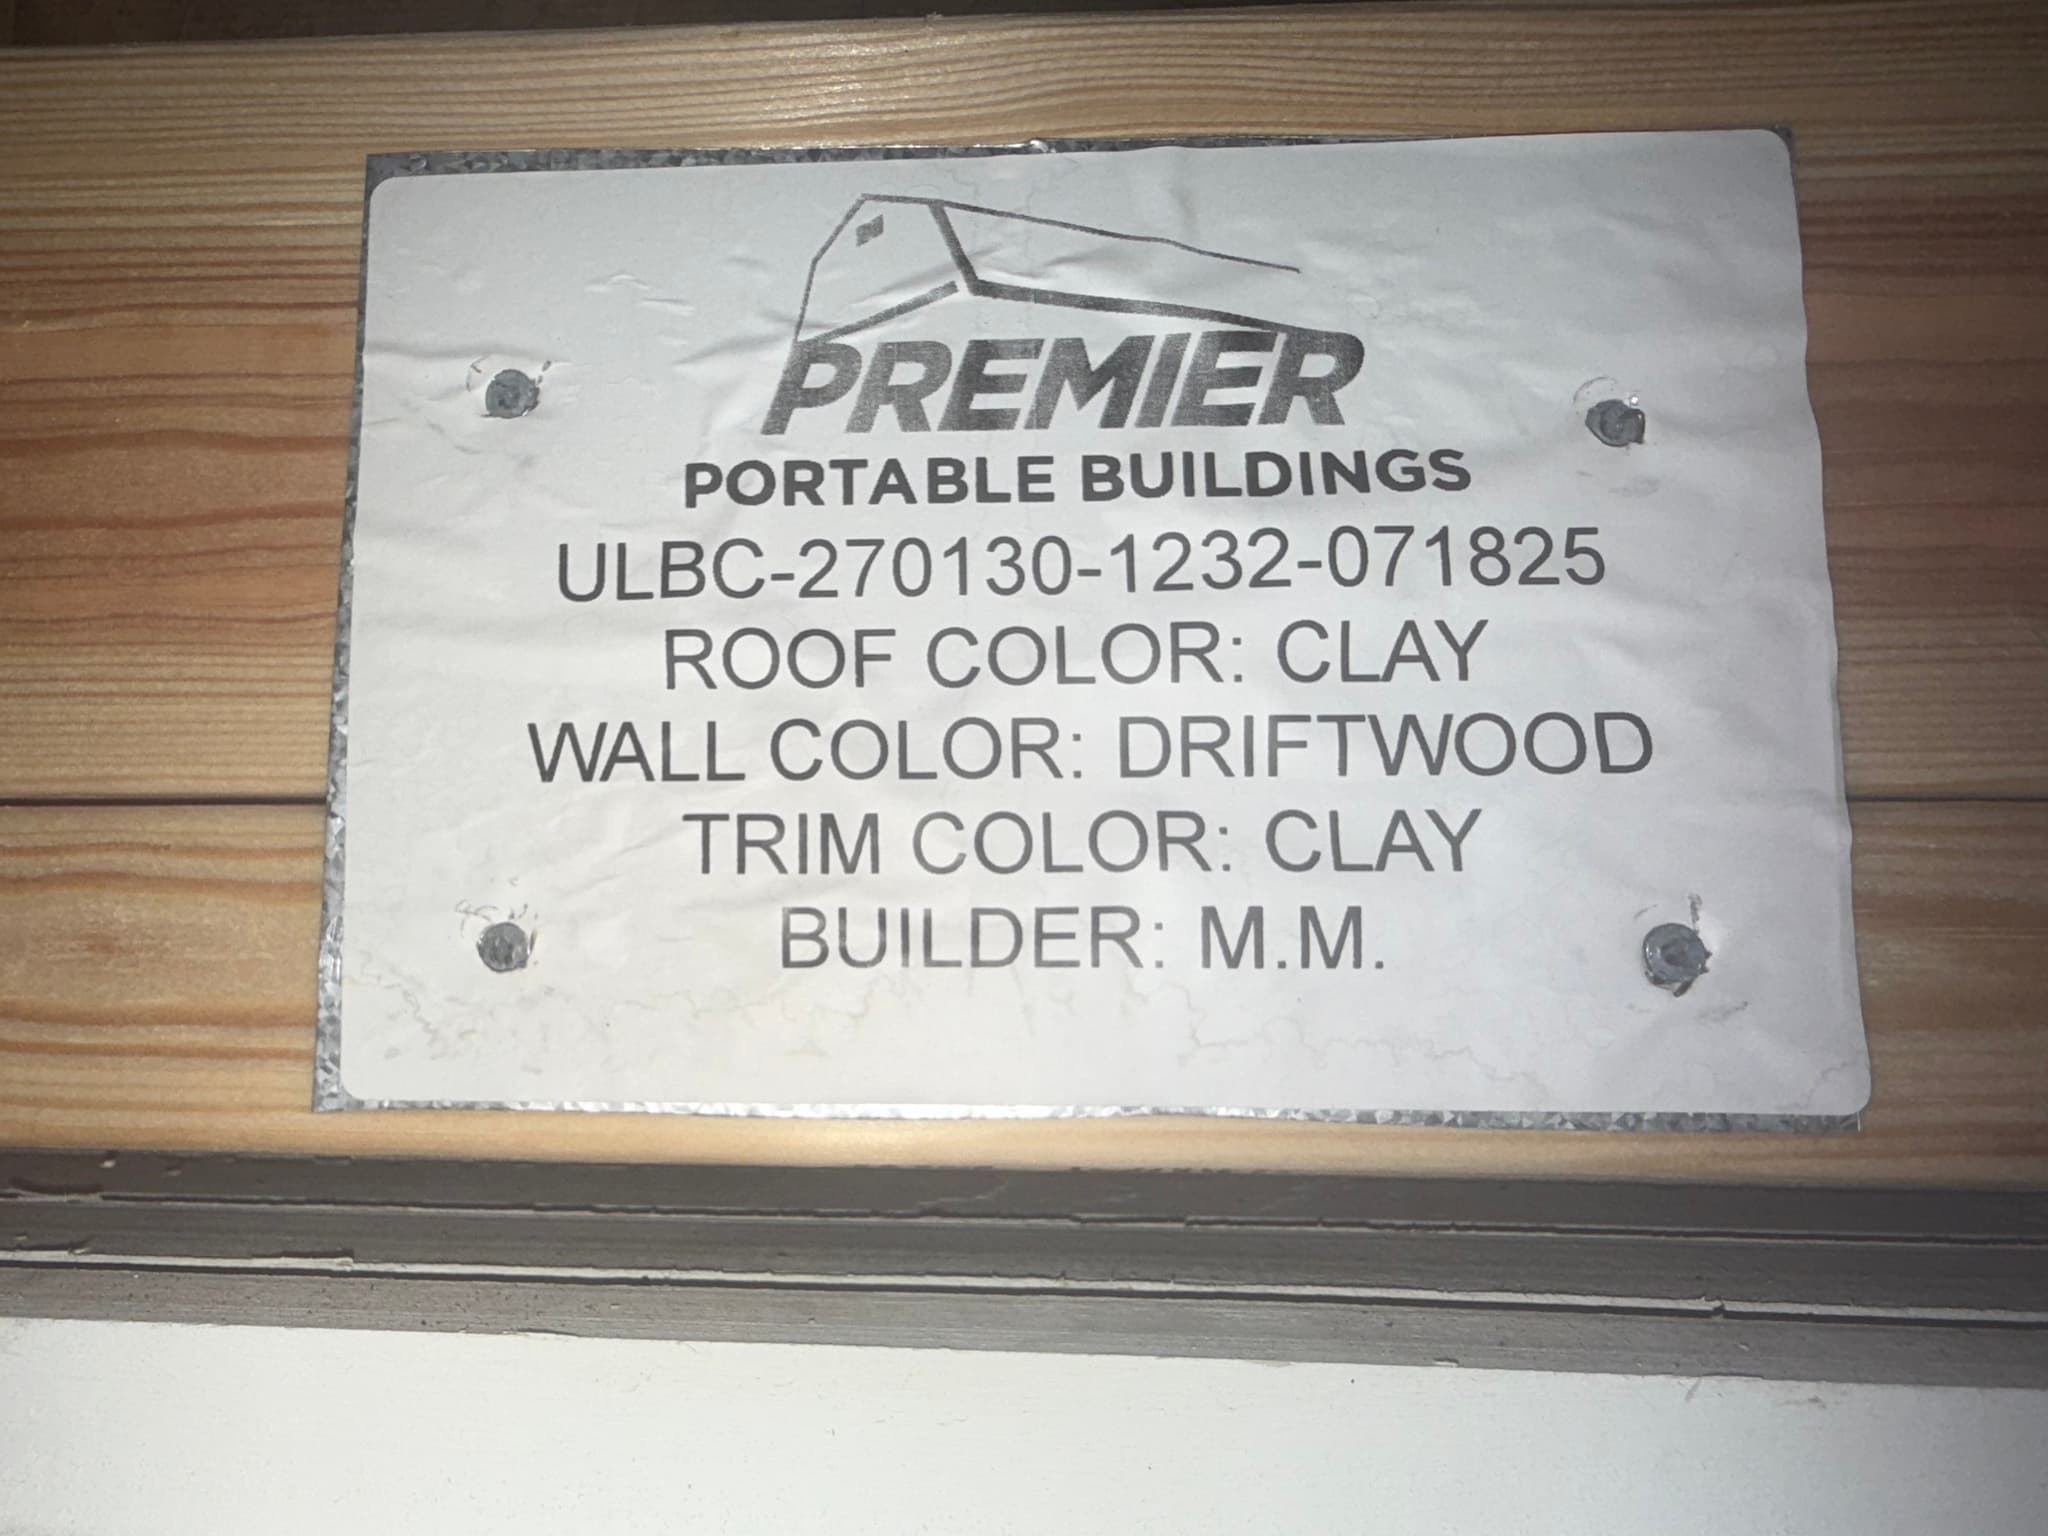 PREMIER
PORTABLE BUILDINGS
ULBC-270130-1232-071825
ROOF COLOR: CLAY
WALL COLOR: DRIFTWOOD
TRIM COLOR: CLAY
BUILDER: M.M.